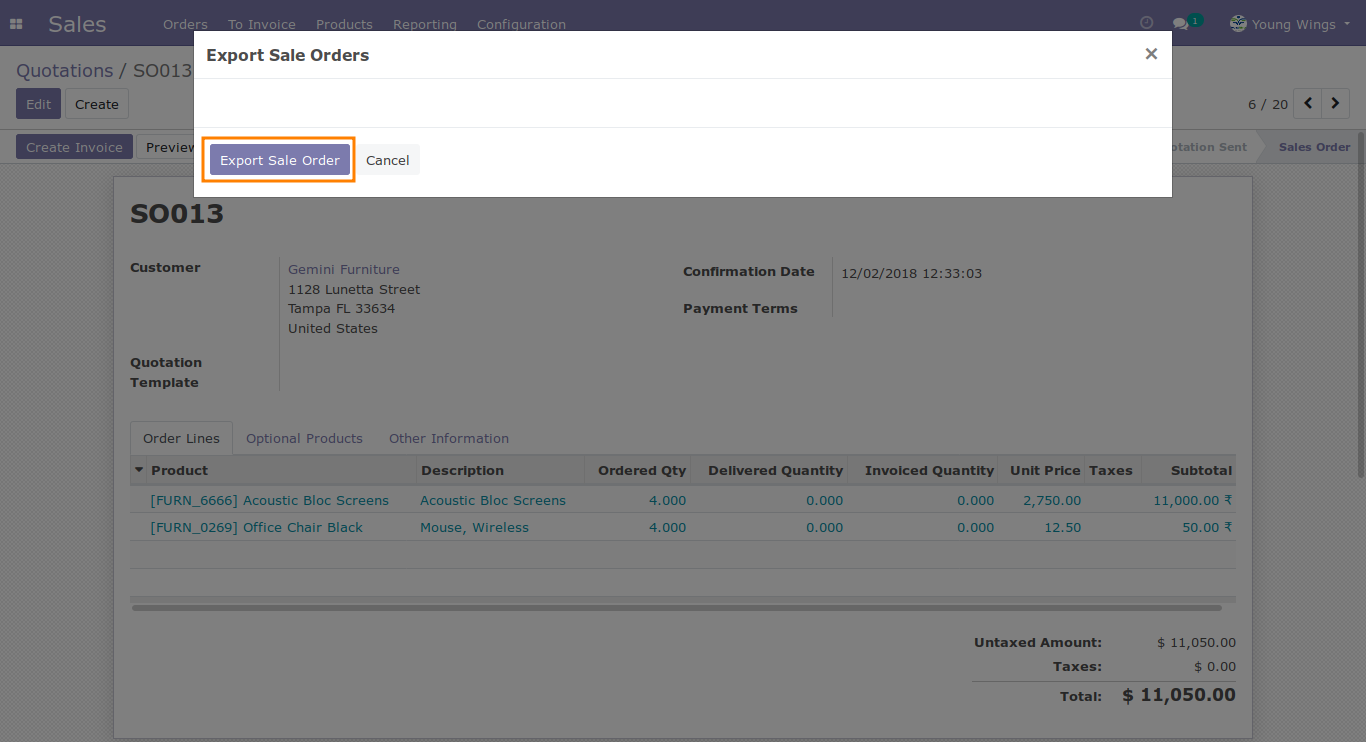 Sales Orders To Invoice Products Reporting Configuration 1 Young Wings
Export Sale Orders ×
Quotations / SO013
Edit Create 6 / 20
Export Sale Order Cancel
Create Invoice Preview Sent Sales Order
SO013
Customer Gemini Furniture Confirmation Date 12/02/2018 12:33:03
1128 Lunetta Street
Tampa FL 33634 Payment Terms
United States
Quotation
Template
Order Lines Optional Products Other Information
Product Description Ordered Qty Delivered Quantity Invoiced Quantity Unit Price Taxes Subtotal
[FURN_6666] Acoustic Bloc Screens Acoustic Bloc Screens 4.000 0.000 0.000 2,750.00 11,000.00 ₹
[FURN_0269] Office Chair Black Mouse, Wireless 4.000 0.000 0.000 12.50 50.00 ₹
Untaxed Amount: $ 11,050.00
Taxes: $ 0.00
Total: $ 11,050.00